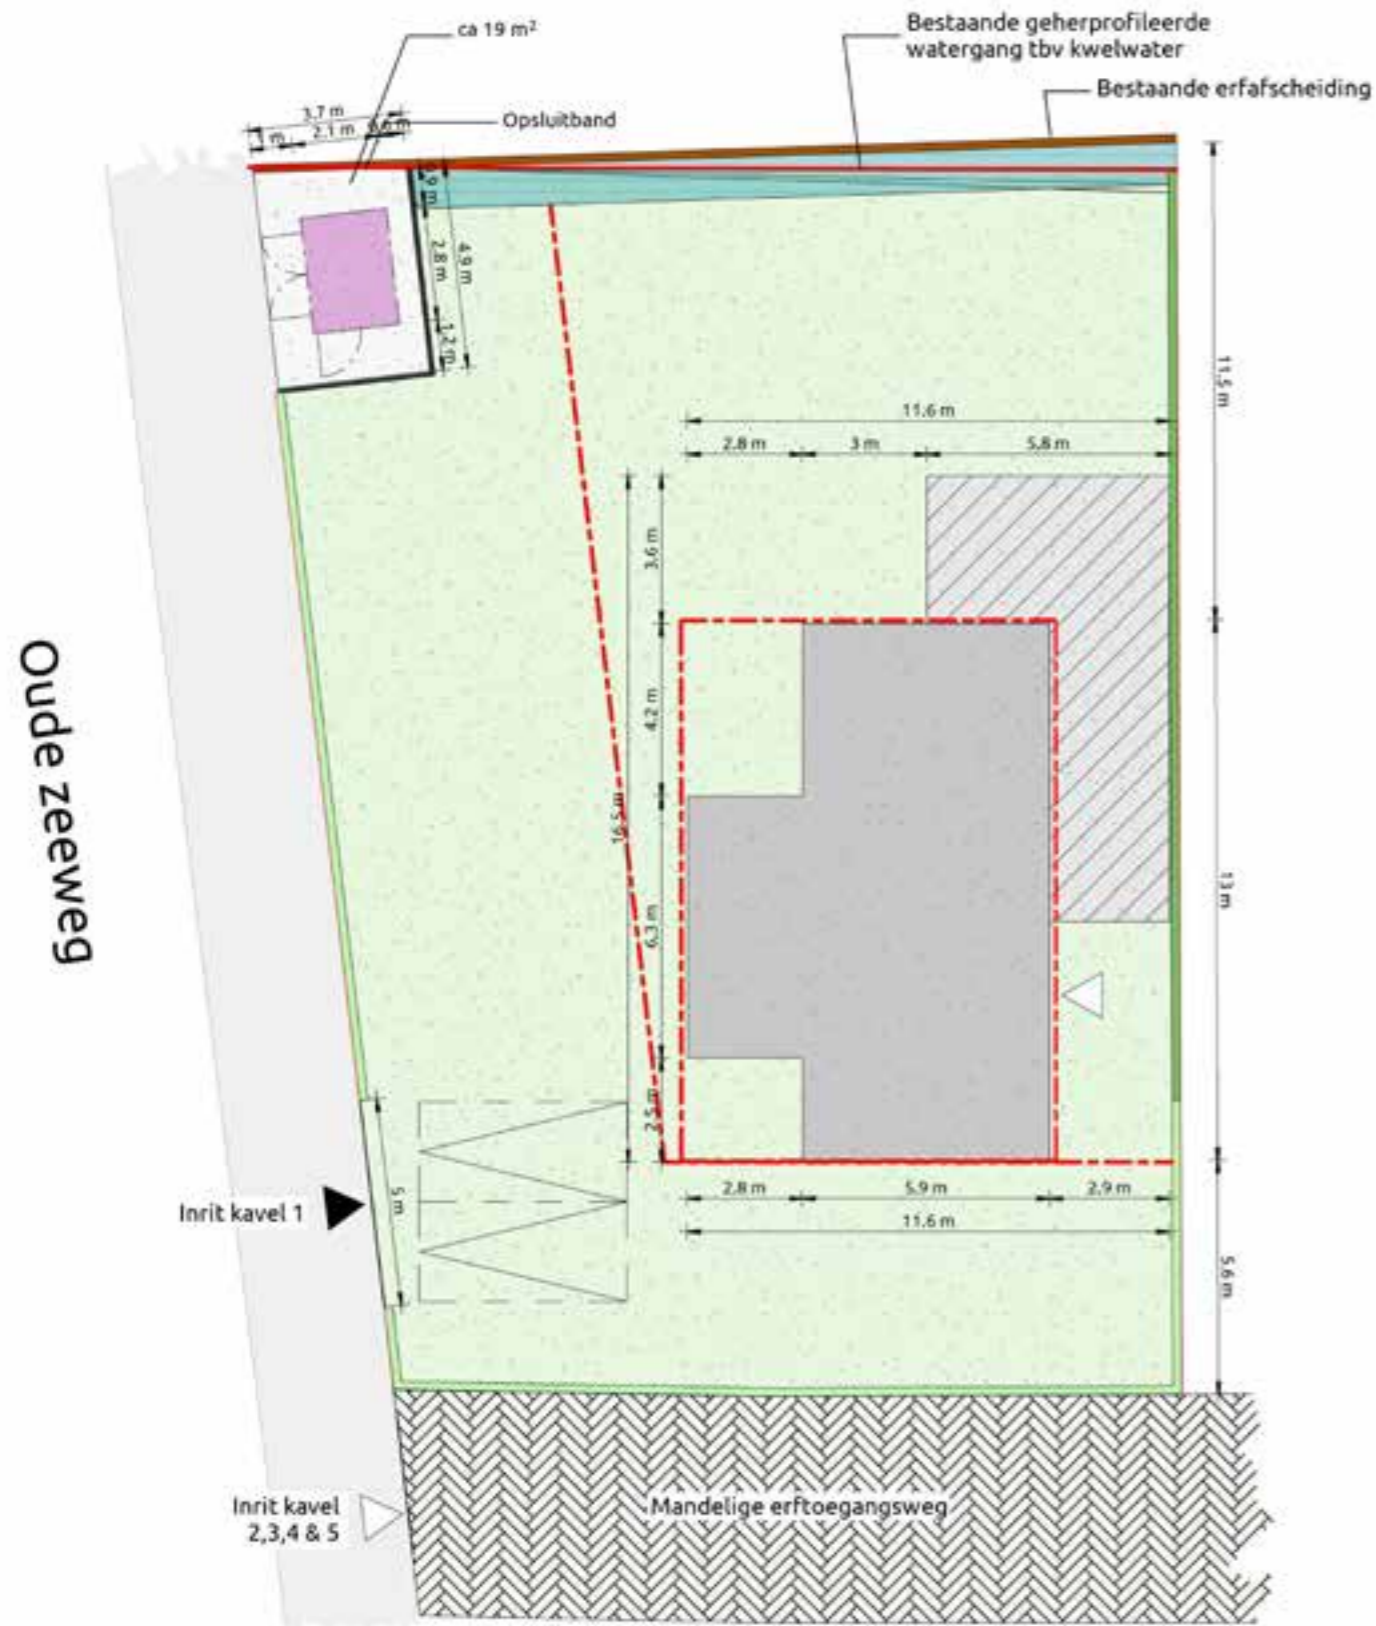 ca 19 m²
Bestaande geherprofileerde
watergang tbv kwelwater
Bestaande erfafscheiding
3,7 m
2.1 m
Opsluitband
0,9 m
4.9 m
2.8 m
1.2 m
11.6 m
2.8 m
3 m
5.8 m
11,5 m
3.6 m
4.2 m
16.5 m
6.3 m
2.5 m
13 m
Oude zeeweg
5 m
Inrit kavel 1
2.8 m
5.9 m
2.9 m
11.6 m
5.6 m
Inrit kavel
2,3,4 & 5
Mandelige erftoegangsweg